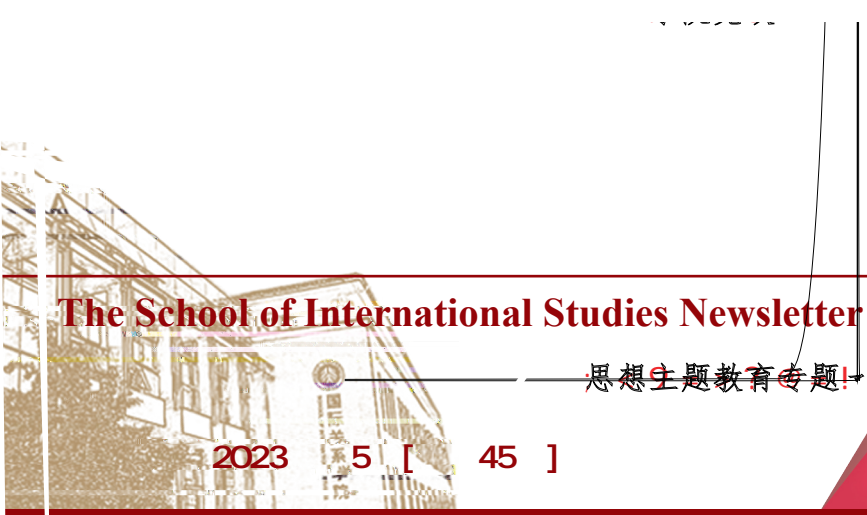 The School of International Studies Newsletter
思想主题教育专题
2023 5 [ 45 ]